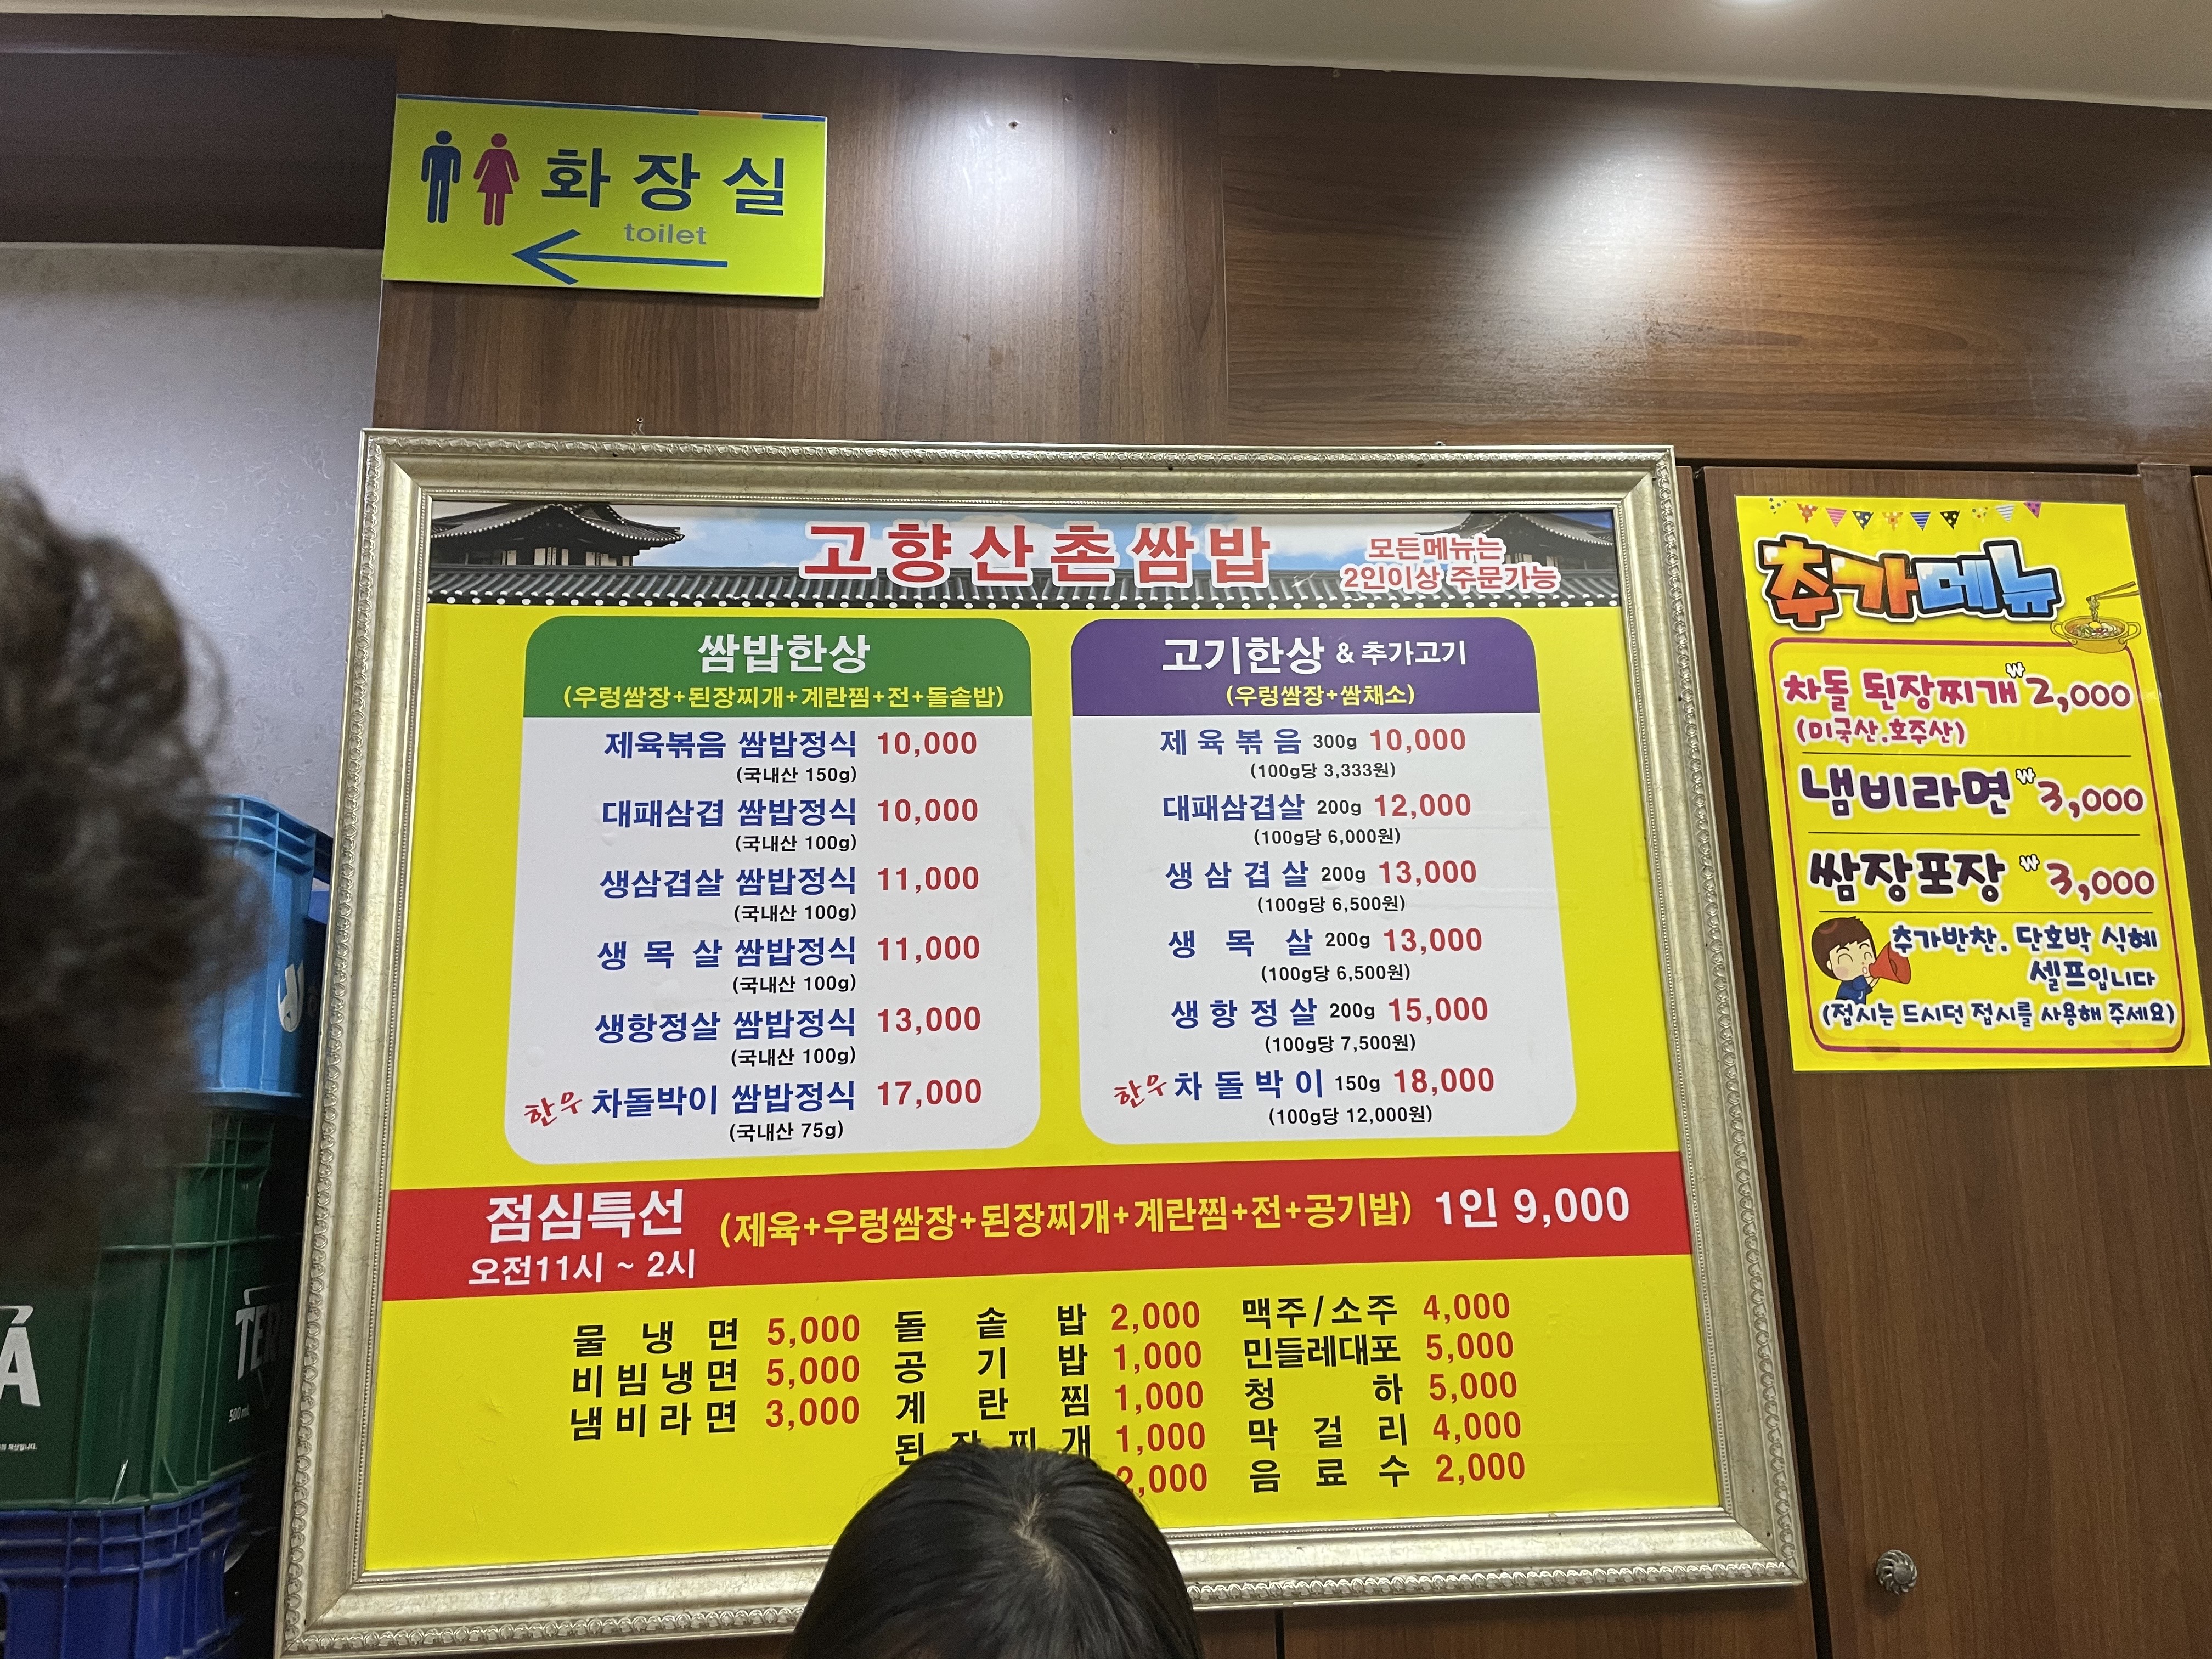 화장실
toilet
고향산촌쌈밥
모든메뉴는
2인이상 주문가능
쌈밥한상
(우렁쌈장+된장찌개+계란찜+전+돌솥밥)
제육볶음 쌈밥정식 10,000
(국내산 150g)
대패삼겹 쌈밥정식 10,000
(국내산 100g)
생삼겹살 쌈밥정식 11,000
(국내산 100g)
생목살 쌈밥정식 11,000
(국내산 100g)
생항정살 쌈밥정식 13,000
(국내산 100g)
한우 차돌박이 쌈밥정식 17,000
(국내산 75g)
고기한상 & 추가고기
(우렁쌈장+쌈채소)
제육볶음 300g 10,000
(100g당 3,333원)
대패삼겹살 200g 12,000
(100g당 6,000원)
생삼겹살 200g 13,000
(100g당 6,500원)
생목살 200g 13,000
(100g당 6,500원)
생항정살 200g 15,000
(100g당 7,500원)
한우 차돌박이 150g 18,000
(100g당 12,000원)
점심특선 (제육+우렁쌈장+된장찌개+계란찜+전+공기밥) 1인 9,000
오전11시 ~ 2시
물냉면 5,000
비빔냉면 5,000
냄비라면 3,000
돌솥밥 2,000
공기밥 1,000
계란찜 1,000
된장찌개 1,000
2,000
맥주/소주 4,000
민들레대포 5,000
청하 5,000
막걸리 4,000
음료수 2,000
추가메뉴
차돌 된장찌개 ₩2,000
(미국산.호주산)
냄비라면 ₩3,000
쌈장포장 ₩3,000
추가반찬. 단호박 식혜
셀프입니다
(접시는 드시던 접시를 사용해 주세요)
TER
500 mL
A